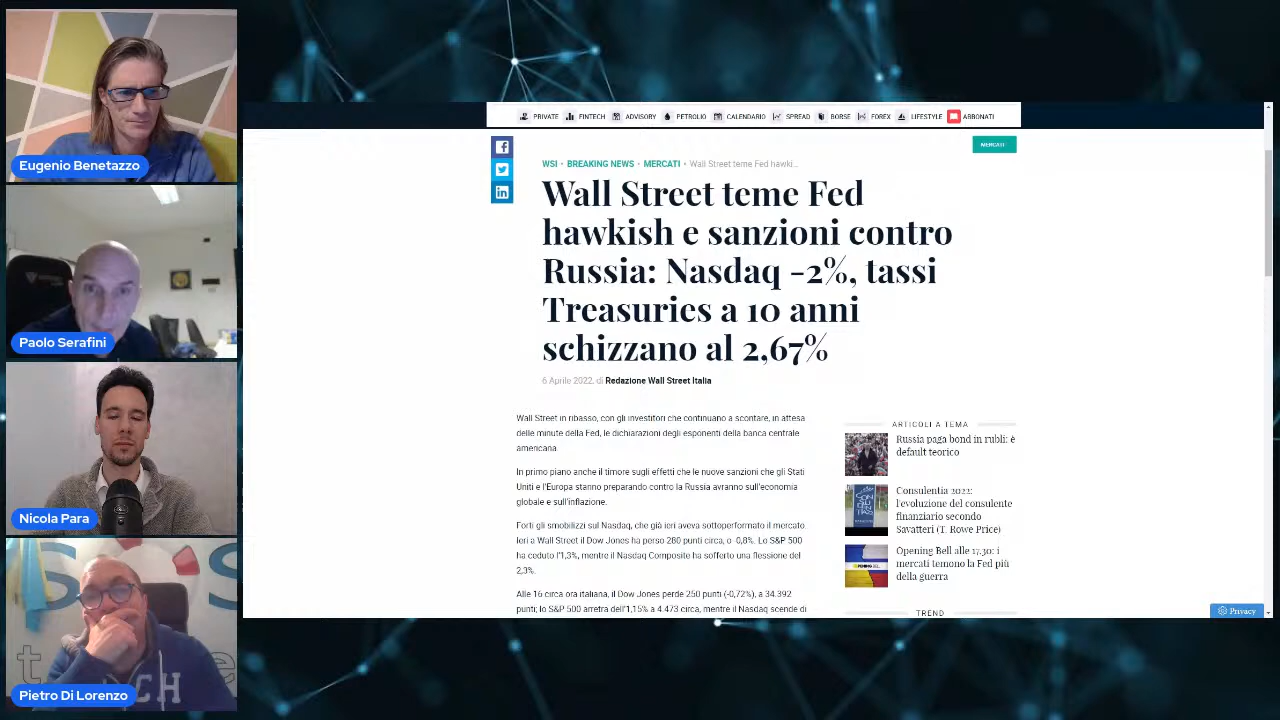 Eugenio Benetazzo
Paolo Serafini
Nicola Para
Pietro Di Lorenzo
PRIVATE FINTECH ADVISORY PETROLIO CALENDARIO SPREAD BORSE FOREX LIFESTYLE ABBONATI
MERCATI
WSI • BREAKING NEWS • MERCATI • Wall Street teme Fed hawki...
Wall Street teme Fed
hawkish e sanzioni contro
Russia: Nasdaq -2%, tassi
Treasuries a 10 anni
schizzano al 2,67%
6 Aprile 2022, di Redazione Wall Street Italia
Wall Street in ribasso, con gli investitori che continuano a scontare, in attesa
delle minute della Fed, le dichiarazioni degli esponenti della banca centrale
americana
In primo piano anche il timore sugli effetti che le nuove sanzioni che gli Stati
Uniti e l'Europa stanno preparando contro la Russia avranno sull'economia
globale e sull'inflazione.
Forti gli smobilizzi sul Nasdaq, che già ieri aveva sottoperformato il mercato.
Ieri a Wall Street il Dow Jones ha perso 280 punti circa, o -0,8%. Lo S&P 500
ha ceduto l'1,3%, mentre il Nasdaq Composite ha sofferto una flessione del
2,3%.
Alle 16 circa ora italiana, il Dow Jones perde 250 punti (-0,72%), a 34.392
punti; lo S&P 500 arretra dell'1,15% a 4.473 circa, mentre il Nasdaq scende di
ARTICOLI A TEMA
Russia paga bond in rubli: è
default teorico
Consulentia 2022:
l'evoluzione del consulente
finanziario secondo
Savatteri (T. Rowe Price)
Opening Bell alle 17.30: i
mercati temono la Fed più
della guerra
TREND
Privacy